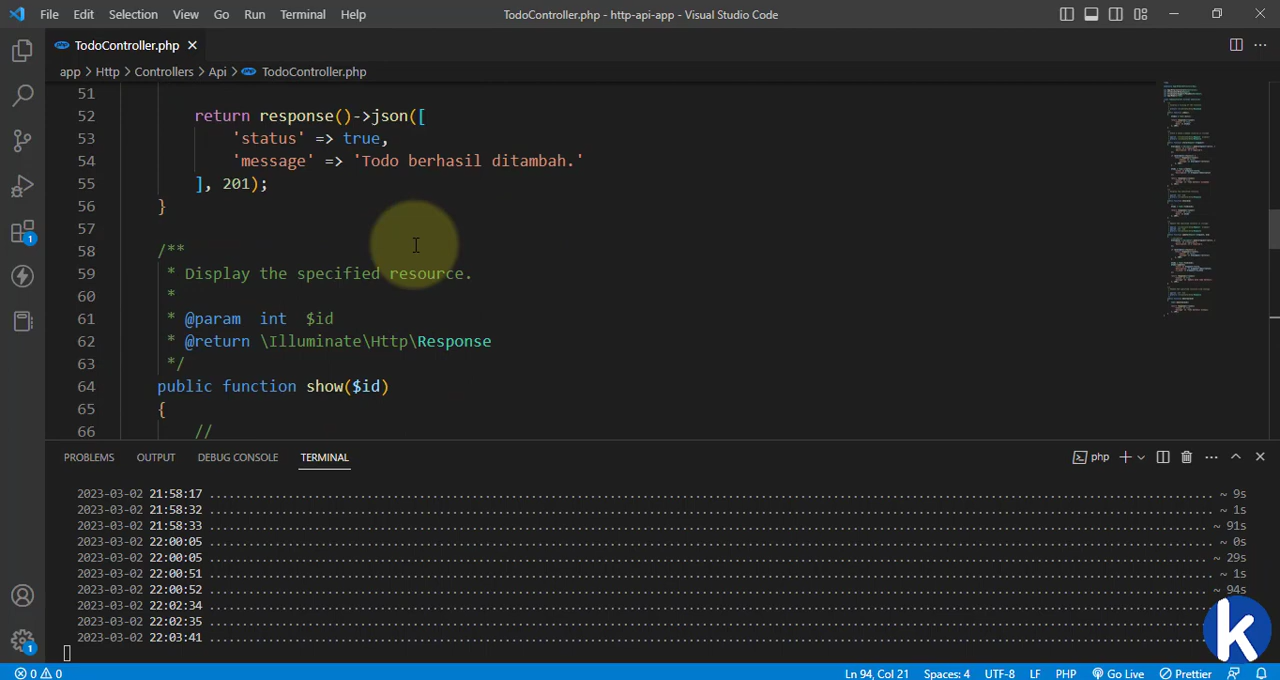 File Edit Selection View Go Run Terminal Help TodoController.php - http-api-app - Visual Studio Code
TodoController.php
app > Http > Controllers > Api > TodoController.php
51
52 return response()->json([
53 'status' => true,
54 'message' => 'Todo berhasil ditambah.'
55 ], 201);
56 }
57
58 /**
59 * Display the specified resource.
60 *
61 * @param int $id
62 * @return \Illuminate\Http\Response
63 */
64 public function show($id)
65 {
66 //
PROBLEMS OUTPUT DEBUG CONSOLE TERMINAL php
2023-03-02 21:58:17 ........ ~ 9s
2023-03-02 21:58:32 ........ ~ 1s
2023-03-02 21:58:33 ........ ~ 91s
2023-03-02 22:00:05 ........ ~ 0s
2023-03-02 22:00:05 ........ ~ 29s
2023-03-02 22:00:51 ........ ~ 1s
2023-03-02 22:00:52 ........ ~ 94s
2023-03-02 22:02:34 ........
2023-03-02 22:02:35 ........
2023-03-02 22:03:41 ........
k
1
1
0 0 Ln 94, Col 21 Spaces: 4 UTF-8 LF PHP Go Live Prettier